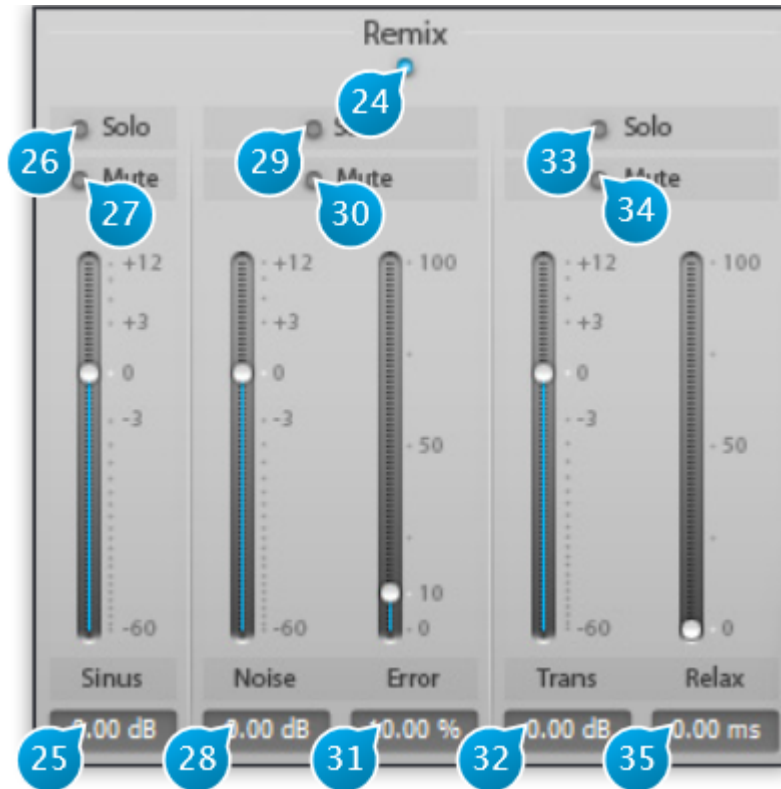 Remix
24
Solo S Solo
26 29 33
Mute Mute Mute
27 30 34
+12 +12 100 +12 100
+3 +3 +3
0 0 0
-3 -3 50 -3 50
10
-60 -60 0 -60 0
Sinus Noise Error Trans Relax
0.00 dB 0.00 dB 10.00 % 0.00 dB 0.00 ms
25 28 31 32 35